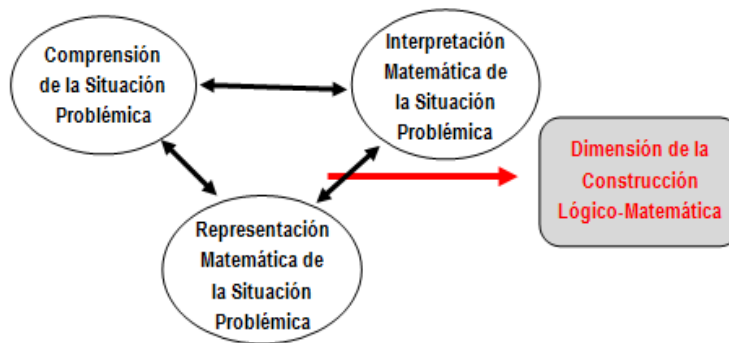 Comprensión
de la Situación
Problémica
Interpretación
Matemática de
la Situación
Problémica
Dimensión de la
Construcción
Lógico-Matemática
Representación
Matemática de
la Situación
Problémica